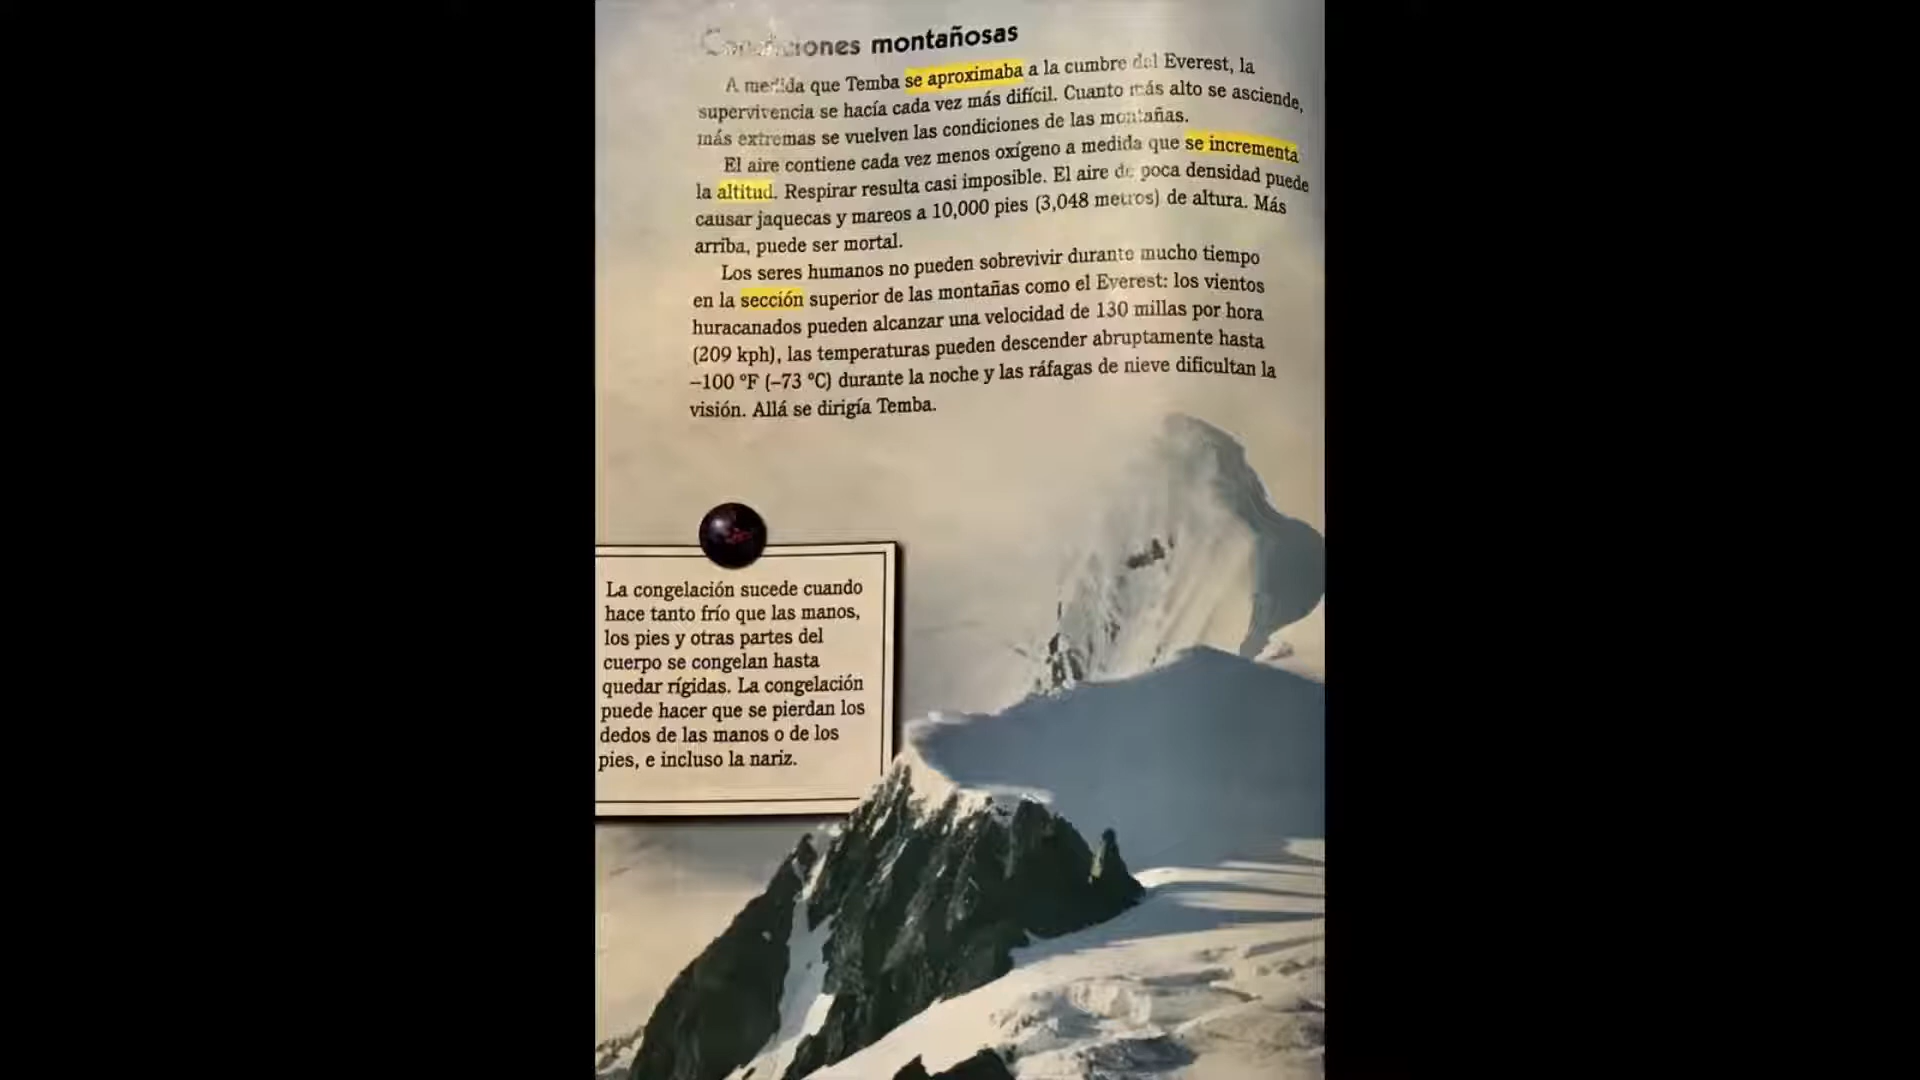 Condiciones montañosas
A medida que Temba se aproximaba a la cumbre del Everest, la
supervivencia se hacía cada vez más difícil. Cuanto más alto se asciende,
más extremas se vuelven las condiciones de las montañas.
El aire contiene cada vez menos oxígeno a medida que se incrementa
la altitud. Respirar resulta casi imposible. El aire de poca densidad puede
causar jaquecas y mareos a 10,000 pies (3,048 metros) de altura. Más
arriba, puede ser mortal.
Los seres humanos no pueden sobrevivir durante mucho tiempo
en la sección superior de las montañas como el Everest: los vientos
huracanados pueden alcanzar una velocidad de 130 millas por hora
(209 kph), las temperaturas pueden descender abruptamente hasta
–100 ºF (–73 ºC) durante la noche y las ráfagas de nieve dificultan la
visión. Allá se dirigía Temba.
La congelación sucede cuando
hace tanto frío que las manos,
los pies y otras partes del
cuerpo se congelan hasta
quedar rígidas. La congelación
puede hacer que se pierdan los
dedos de las manos o de los
pies, e incluso la nariz.